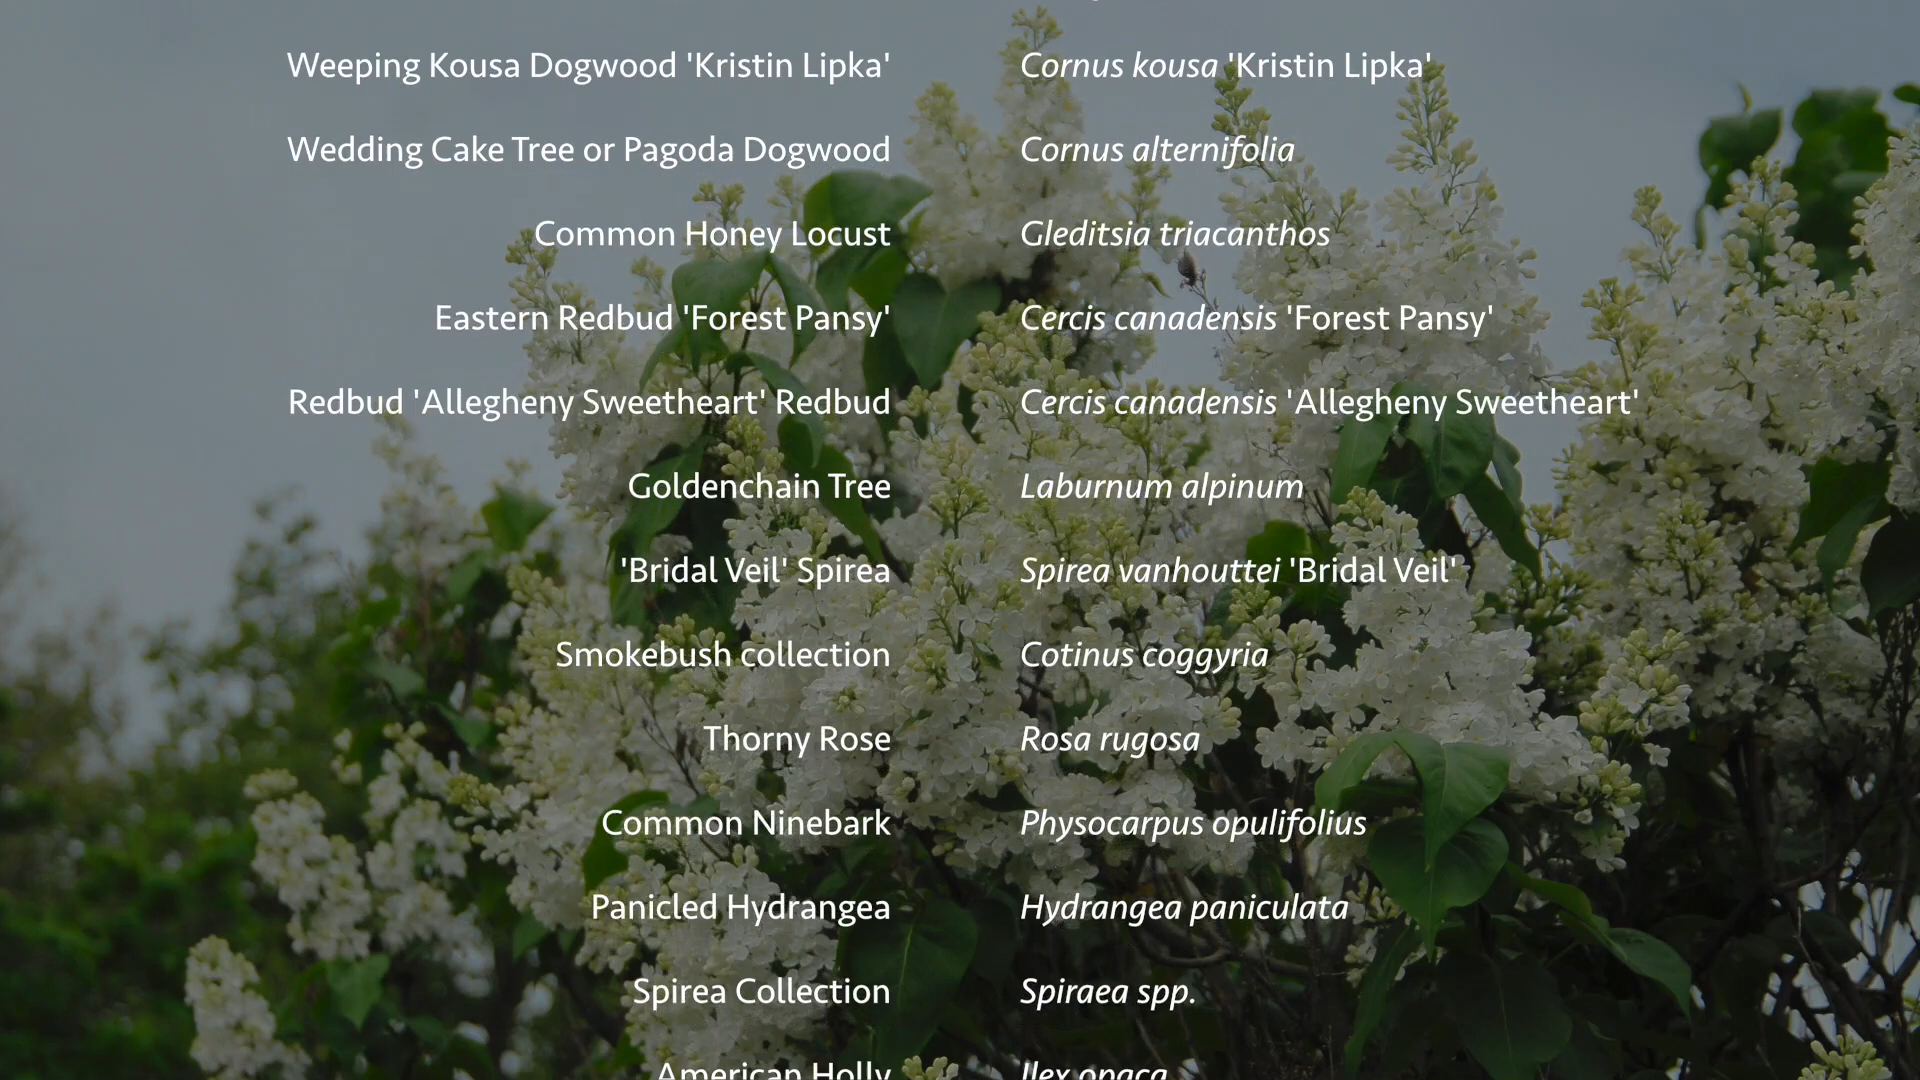 Weeping Kousa Dogwood 'Kristin Lipka' Cornus kousa 'Kristin Lipka'
Wedding Cake Tree or Pagoda Dogwood Cornus alternifolia
Common Honey Locust Gleditsia triacanthos
Eastern Redbud 'Forest Pansy' Cercis canadensis 'Forest Pansy'
Redbud 'Allegheny Sweetheart' Redbud Cercis canadensis 'Allegheny Sweetheart'
Goldenchain Tree Laburnum alpinum
'Bridal Veil' Spirea Spirea vanhouttei 'Bridal Veil'
Smokebush collection Cotinus coggyria
Thorny Rose Rosa rugosa
Common Ninebark Physocarpus opulifolius
Panicled Hydrangea Hydrangea paniculata
Spirea Collection Spiraea spp.
American Holly Ilex opaca